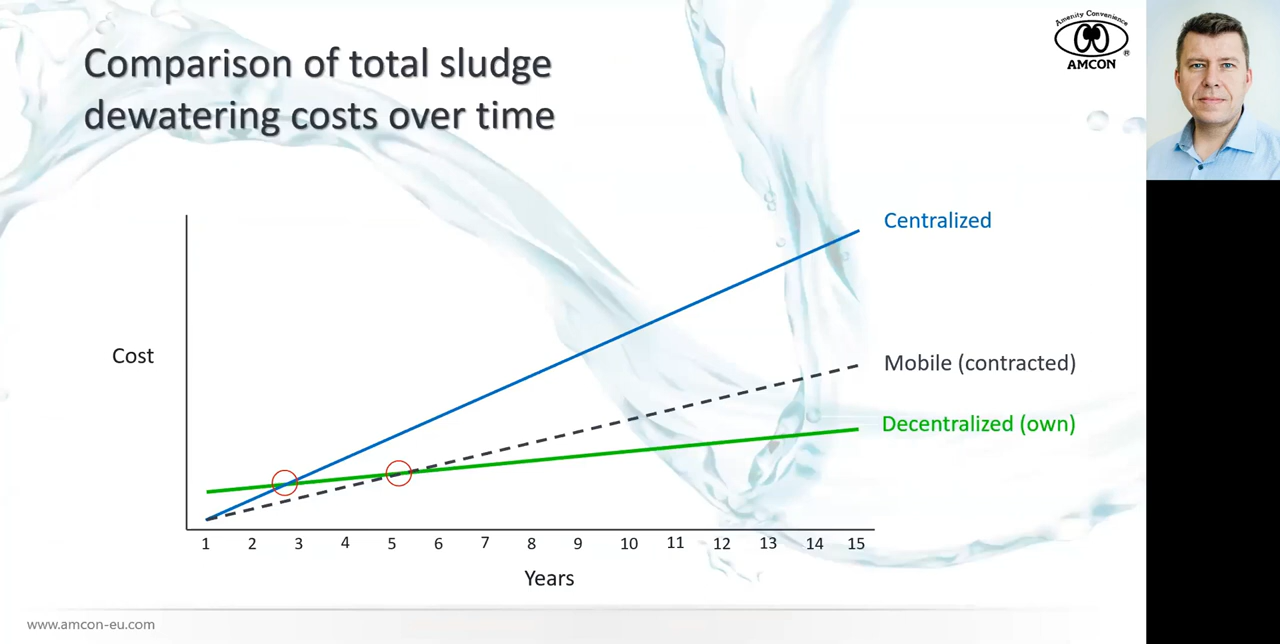 Comparison of total sludge
dewatering costs over time
Amenity Convenience
®
AMCON
Centralized
Cost
Mobile (contracted)
Decentralized (own)
1 2 3 4 5 6 7 8 9 10 11 12 13 14 15
Years
www.amcon-eu.com